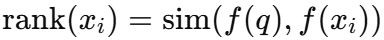 rank(x_i) = sim(f(q), f(x_i))